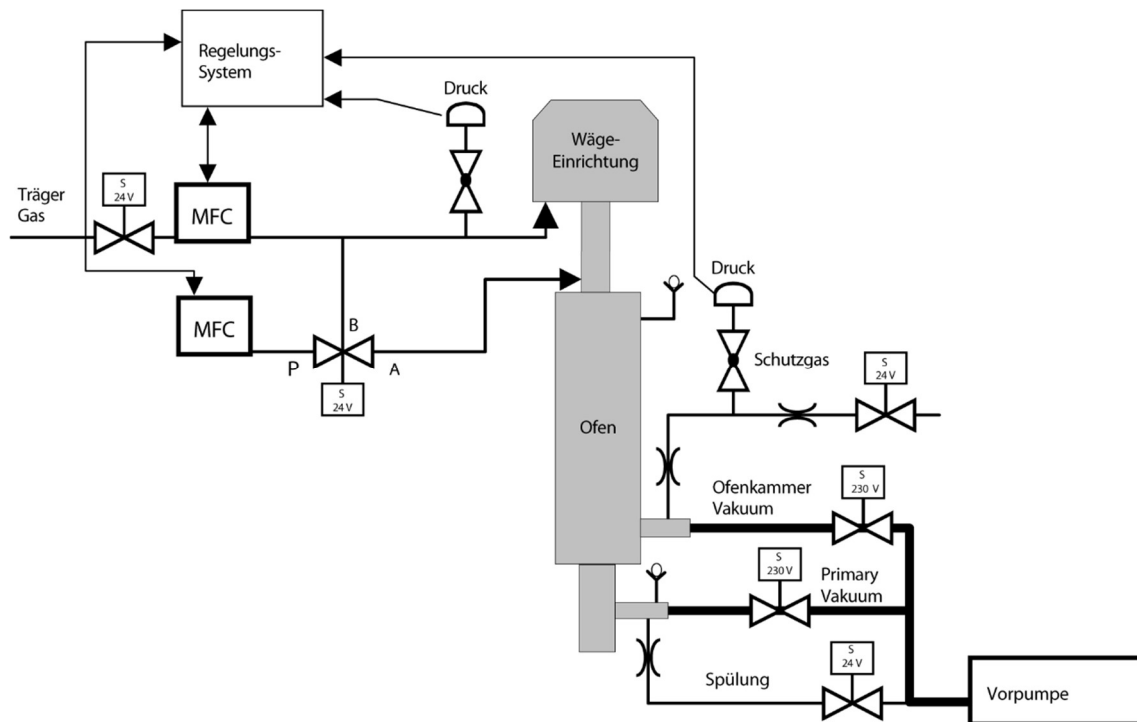 Regelungs-
System
Druck
Wäge-
Einrichtung
Träger
Gas
S
24 V
MFC
Druck
MFC
B
P
A
S
24 V
Schutzgas
S
24 V
Ofen
Ofenkammer
Vakuum
S
230 V
S
230 V
Primary
Vakuum
S
24 V
Spülung
Vorpumpe